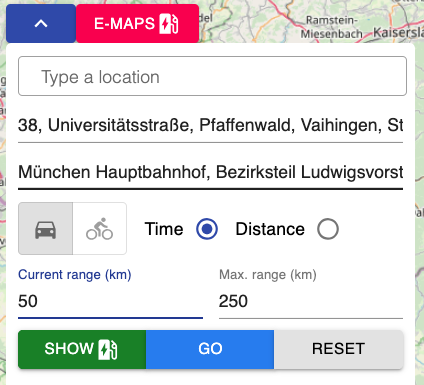 E-MAPS
Ramstein-
Miesenbach
Kaisersla
Type a location
38, Universitätsstraße, Pfaffenwald, Vaihingen, St
München Hauptbahnhof, Bezirksteil Ludwigsvorst
Time
Distance
Current range (km)
Max. range (km)
50
250
SHOW
GO
RESET